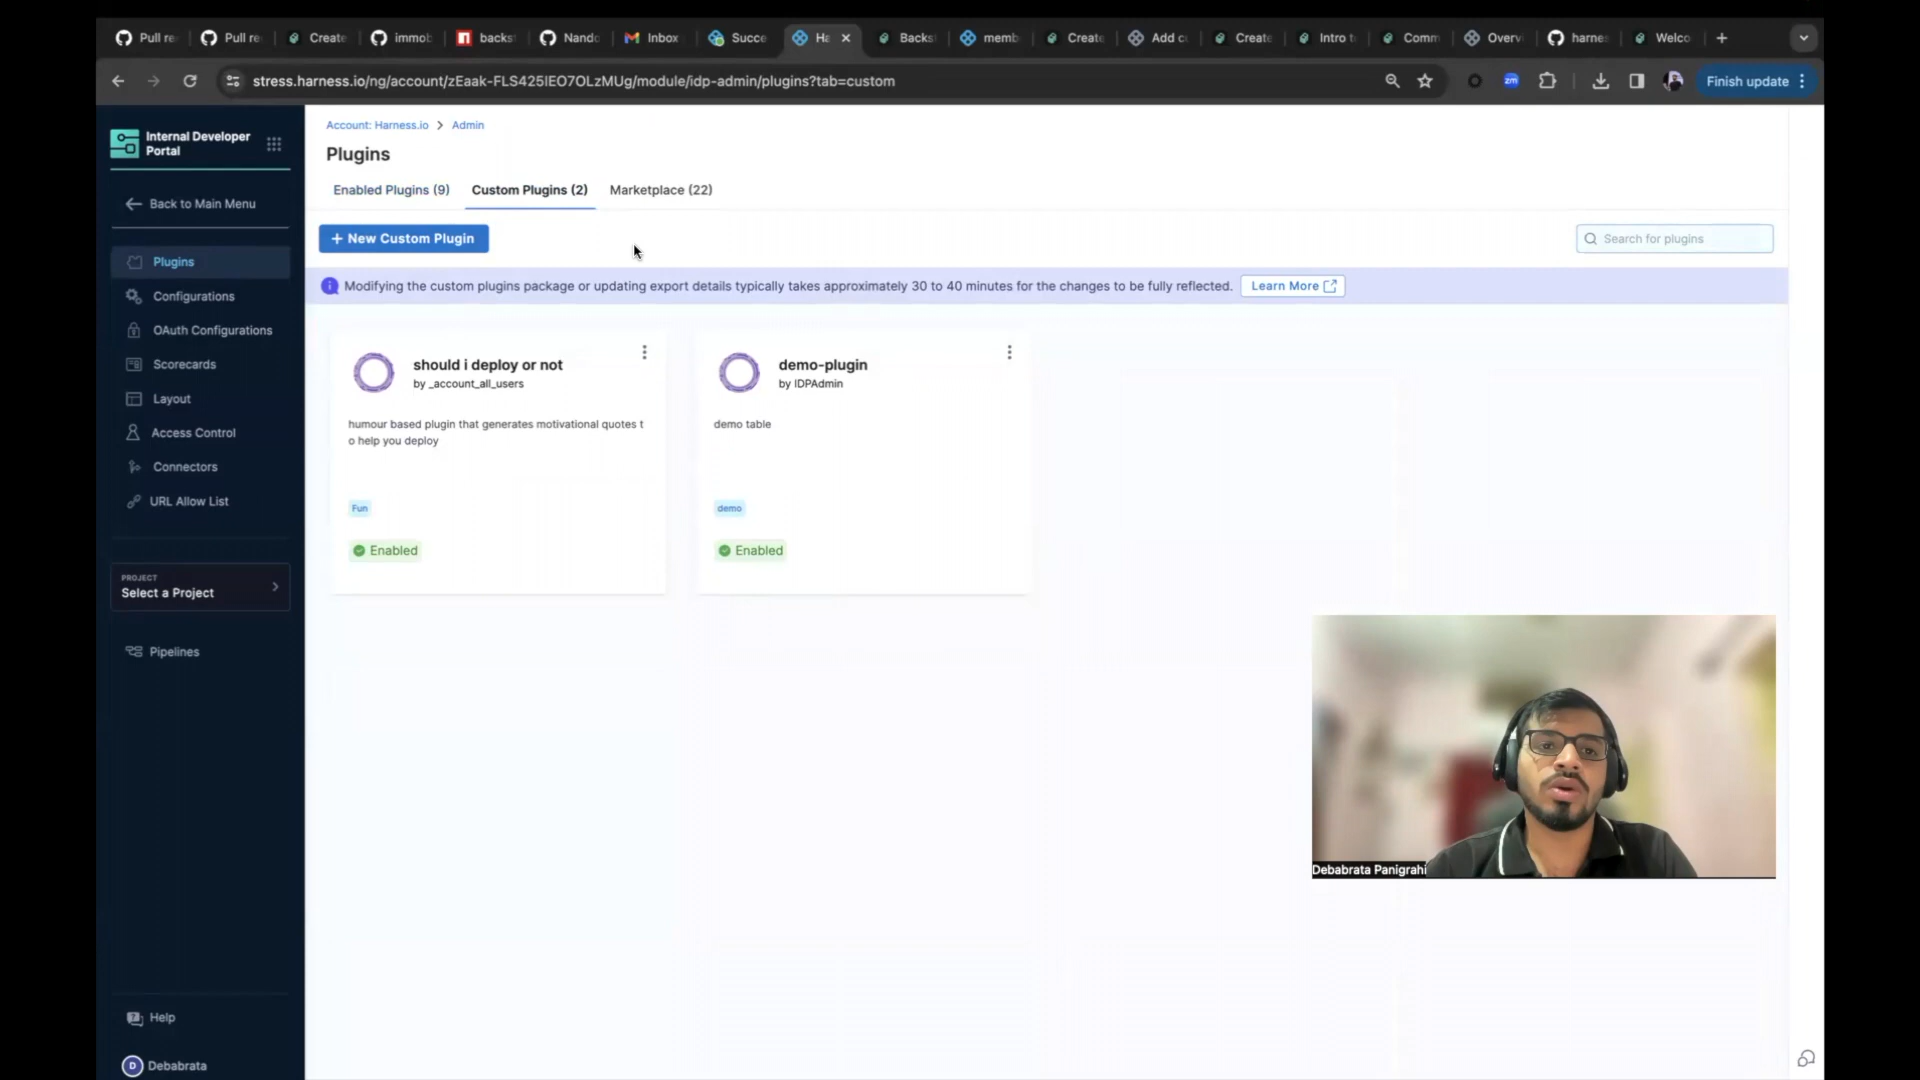 Pull re
Pull re
Create
immob
backs
Nando
Inbox
Succe
Ha
Backs
memb
Create
Add c
Create
Intro t
Comm
Overv
harnes
Welco
stress.harness.io/ng/account/zEaak-FLS425IEO7OLzMUg/module/idp-admin/plugins?tab=custom
zm
Finish update
Internal Developer
Portal
Back to Main Menu
Plugins
Configurations
OAuth Configurations
Scorecards
Layout
Access Control
Connectors
URL Allow List
PROJECT
Select a Project
Pipelines
Help
D
Debabrata
Account: Harness.io > Admin
Plugins
Enabled Plugins (9)
Custom Plugins (2)
Marketplace (22)
+ New Custom Plugin
Search for plugins
Modifying the custom plugins package or updating export details typically takes approximately 30 to 40 minutes for the changes to be fully reflected.
Learn More
should i deploy or not
by _account_all_users
humour based plugin that generates motivational quotes t
o help you deploy
Fun
Enabled
demo-plugin
by IDPAdmin
demo table
demo
Enabled
Debabrata Panigrahi